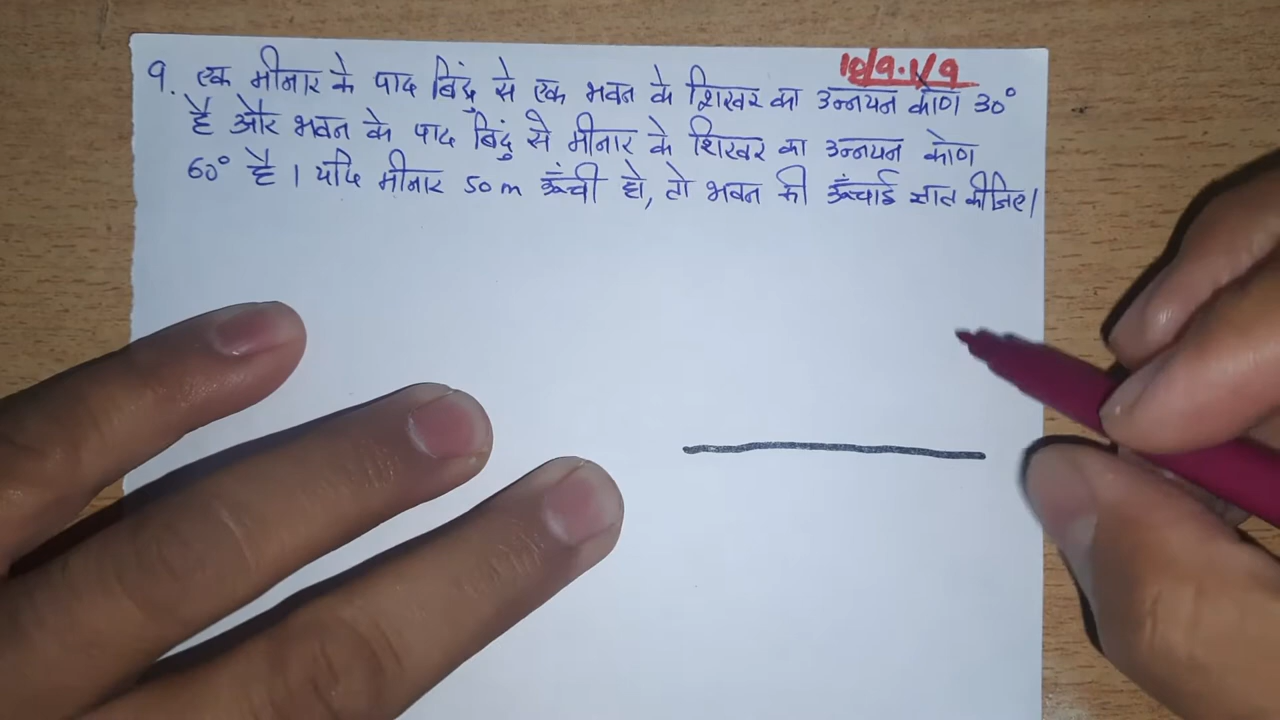 10/9.1/9
9. एक मीनार के पाद बिंदु से एक भवन के शिखर का उन्नयन कोण 30°
है और भवन के पाद बिंदु से मीनार के शिखर का उन्नयन कोण
60° है । यदि मीनार 50 m ऊँची हो, तो भवन की ऊँचाई ज्ञात कीजिए।